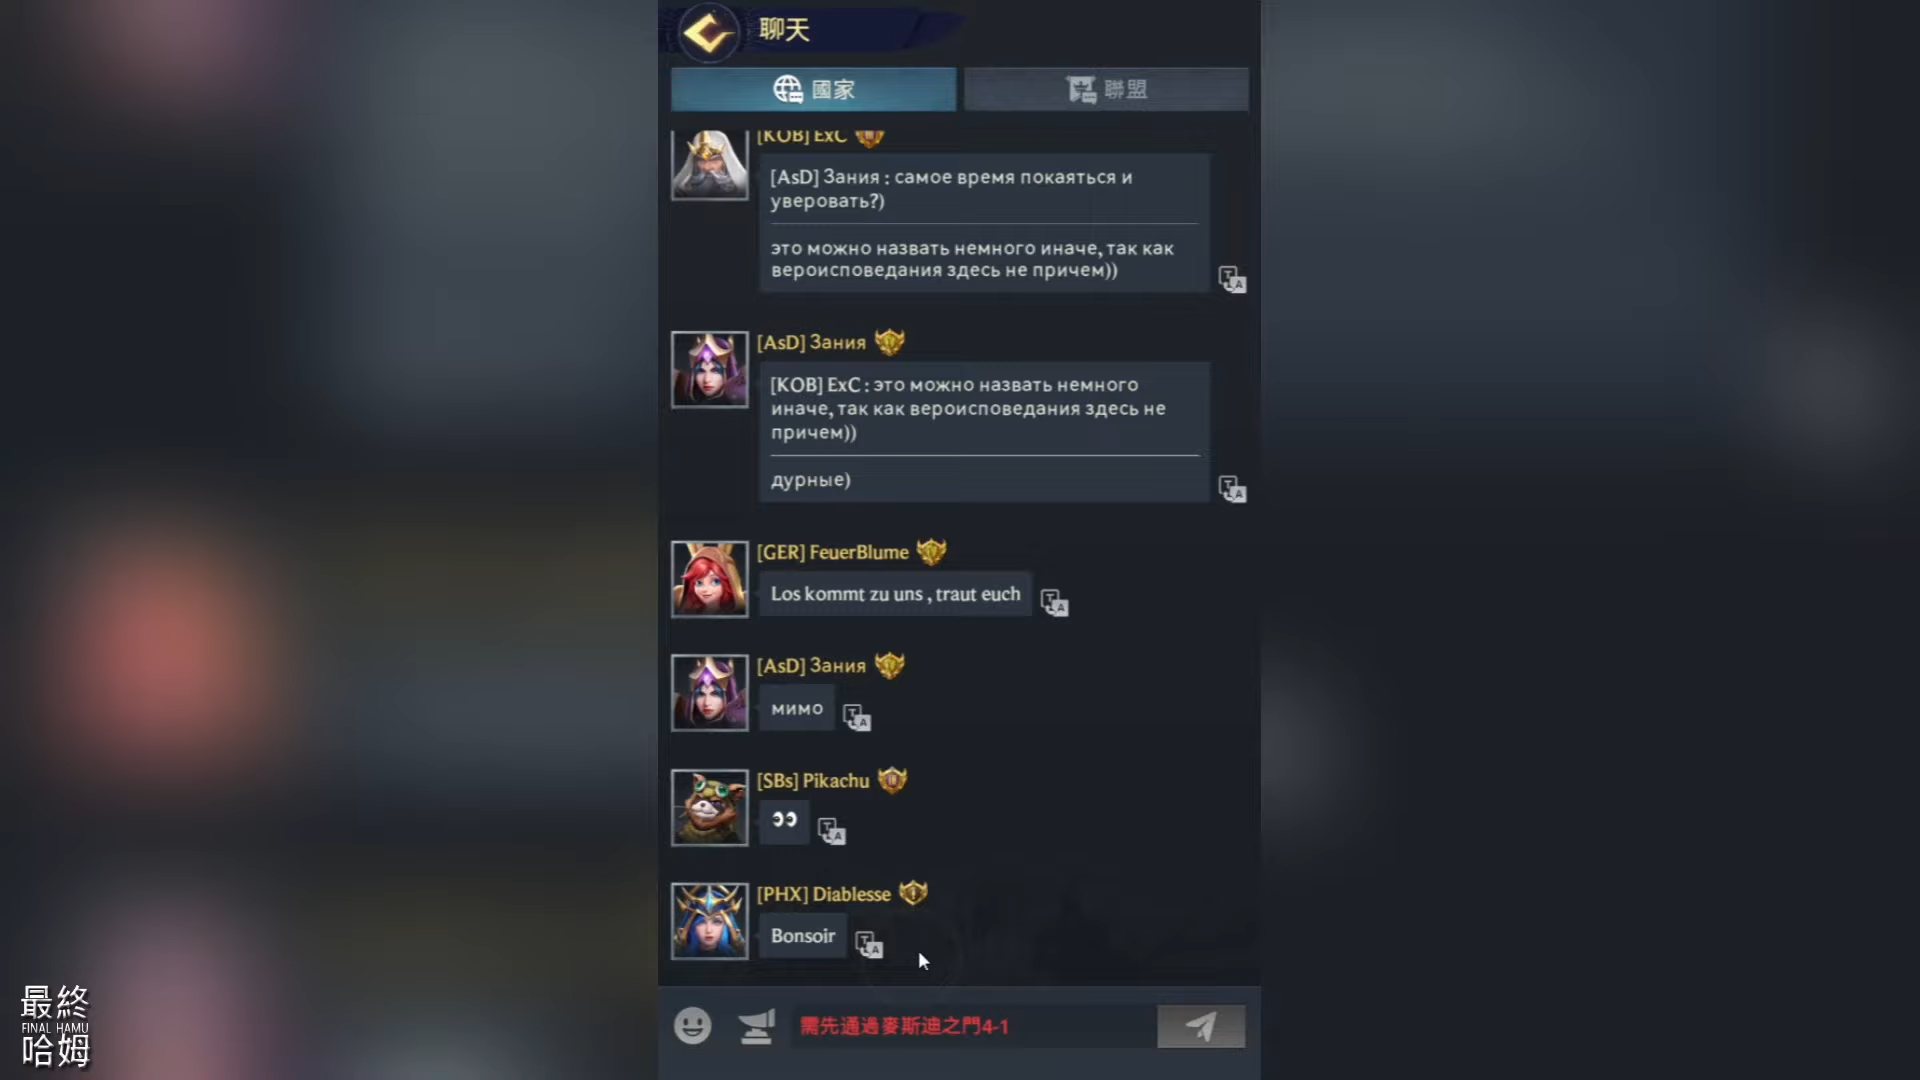 聊天
國家
聯盟
[KOB] ExC
[AsD] Зания : самое время покаяться и
уверовать?)
это можно назвать немного иначе, так как
вероисповедания здесь не причем))
[AsD] Зания
[KOB] ExC : это можно назвать немного
иначе, так как вероисповедания здесь не
причем))
дурные)
[GER] FeuerBlume
Los kommt zu uns , traut euch
[AsD] Зания
мимо
[SBs] Pikachu
👀
[PHX] Diablesse
Bonsoir
需先通過麥斯迪之門4-1
最終
FINAL HAMU
哈姆